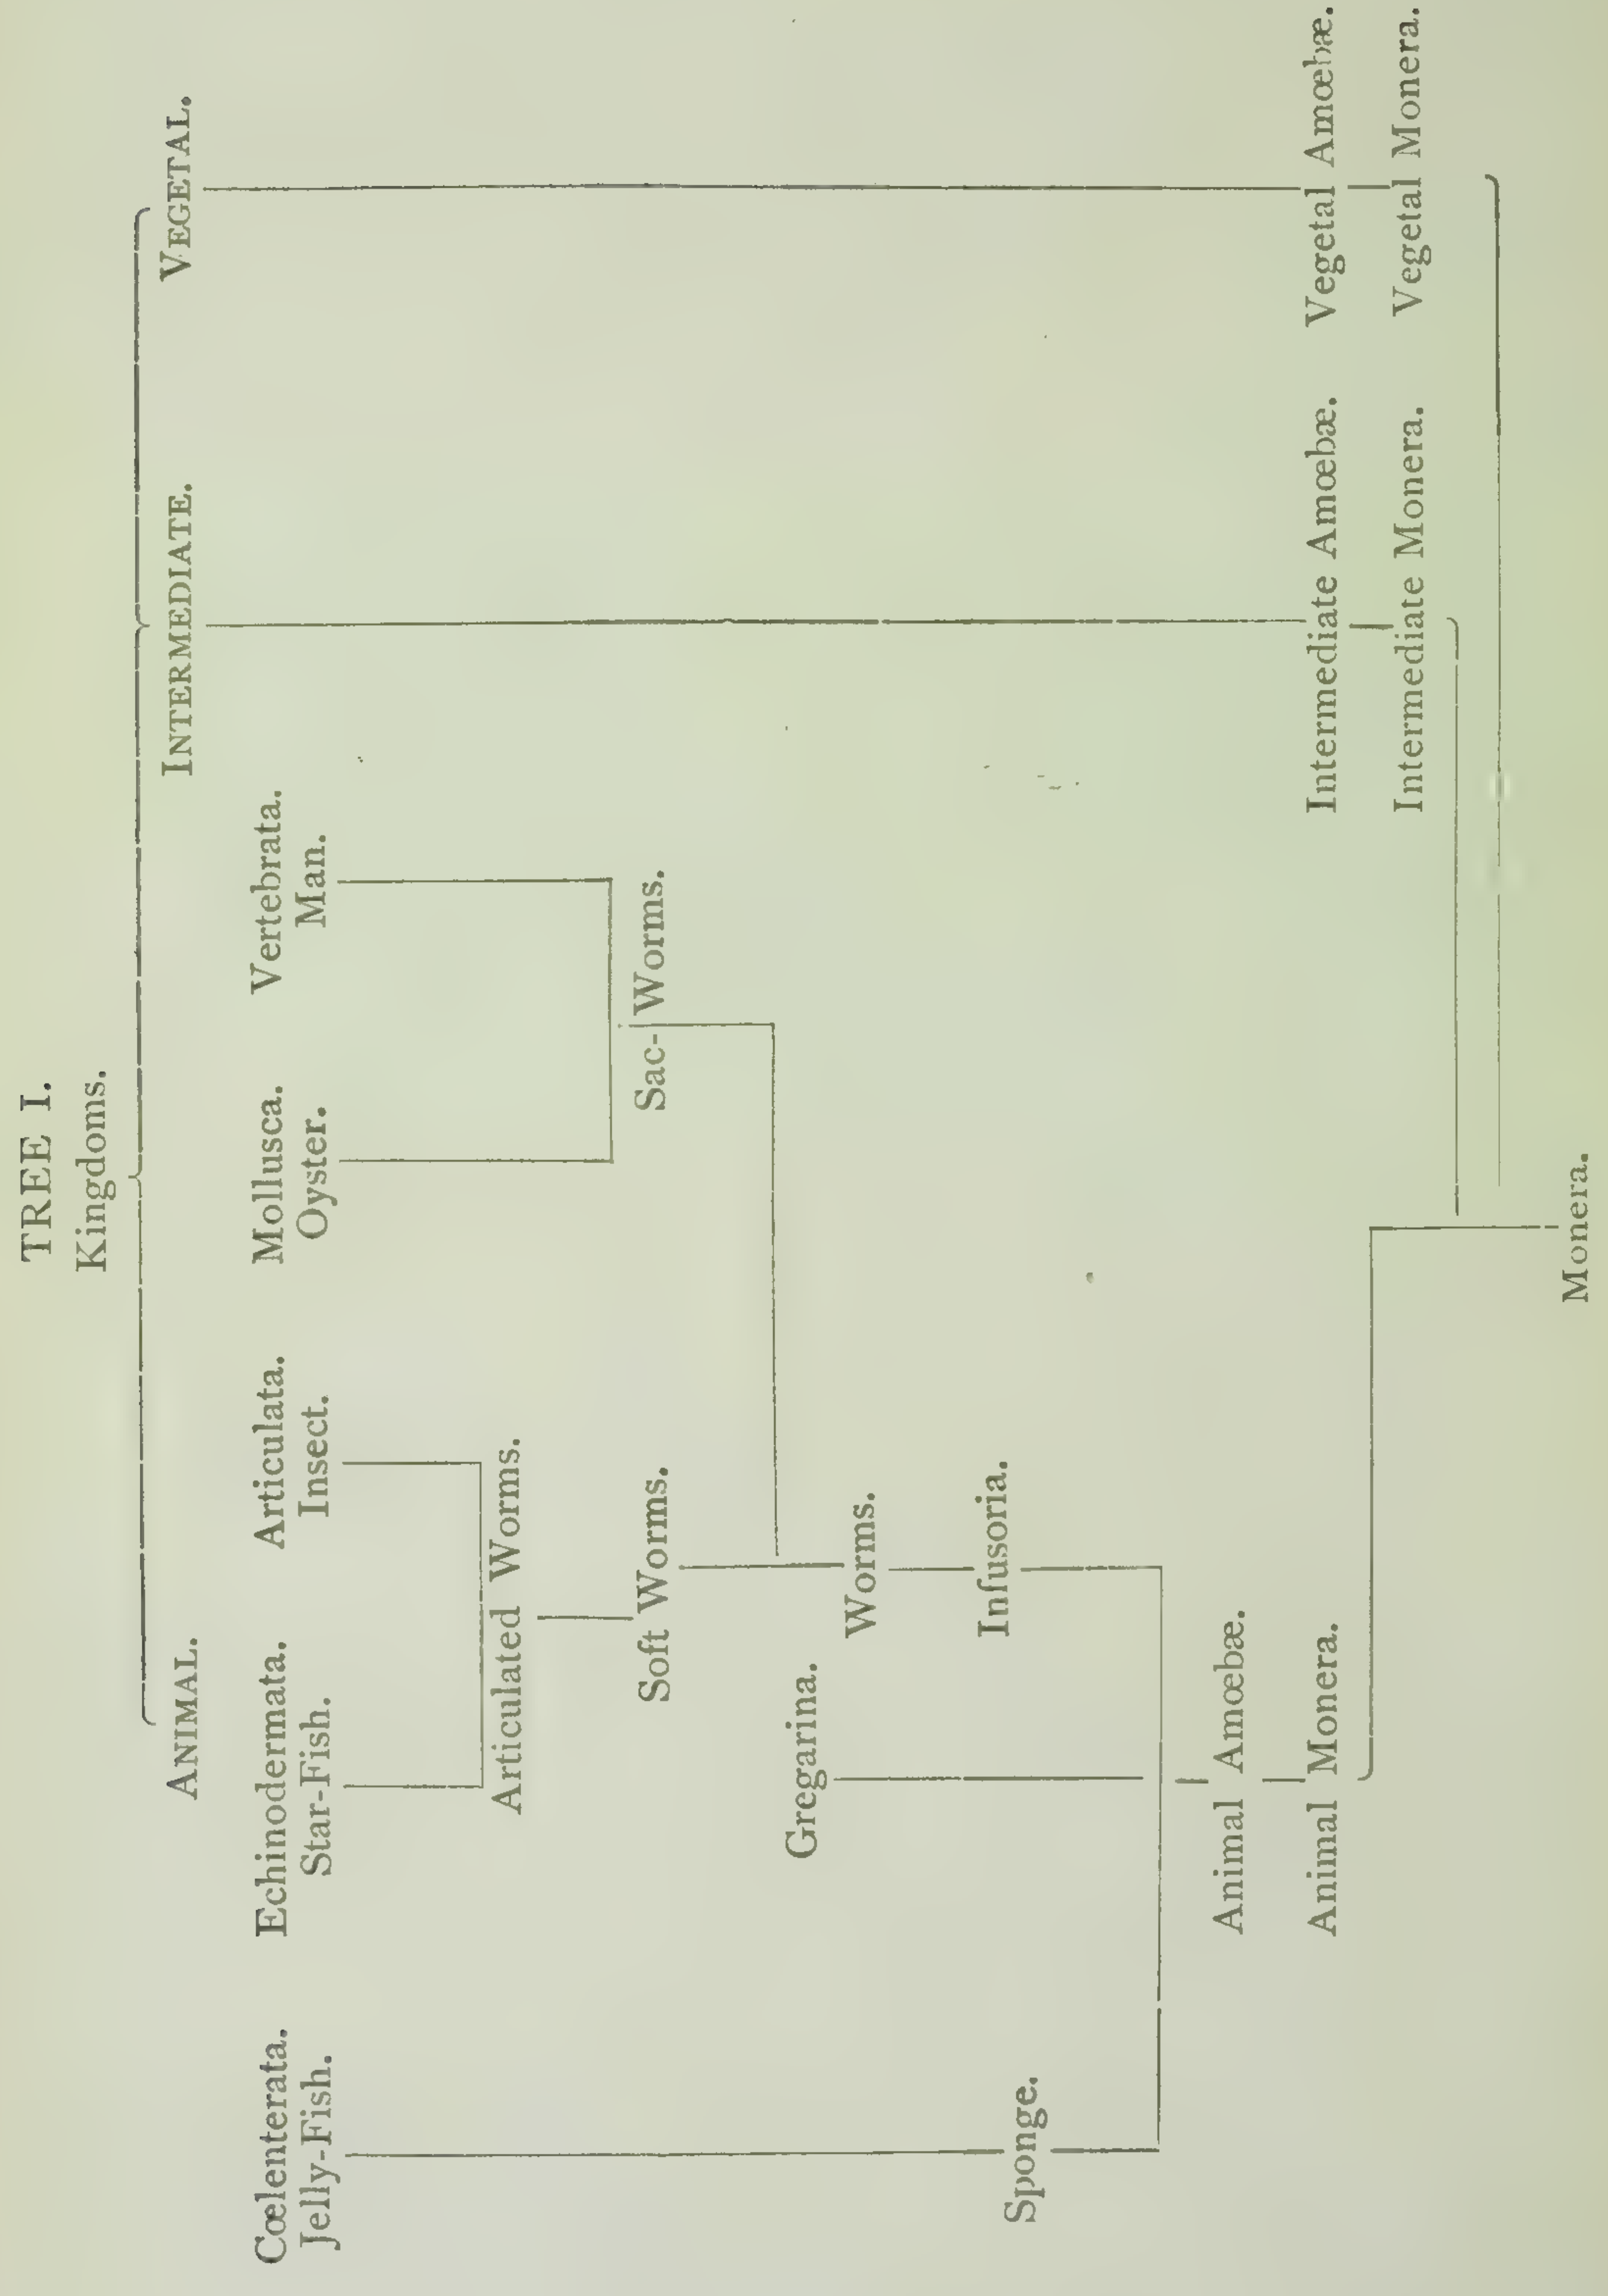 TREE I.
Kingdoms.
ANIMAL. INTERMEDIATE. VEGETAL.
Cœlenterata. Echinodermata. Articulata. Mollusca. Vertebrata.
Jelly-Fish. Star-Fish. Insect. Oyster. Man.
Articulated Worms.
Soft Worms. Sac-Worms.
Gregarina.
Worms.
Infusoria.
Sponge.
Animal Amœbæ. Intermediate Amœbæ. Vegetal Amœbæ.
Animal Monera. Intermediate Monera. Vegetal Monera.
Monera.